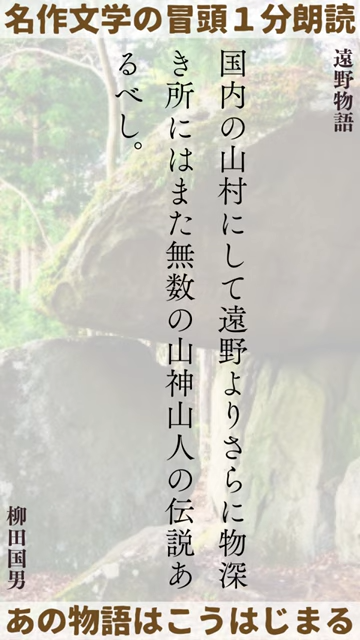 名作文学の冒頭１分朗読
遠野物語
国内の山村にして遠野よりさらに物深
き所にはまた無数の山神山人の伝説あ
るべし。
柳田国男
あの物語はこうはじまる